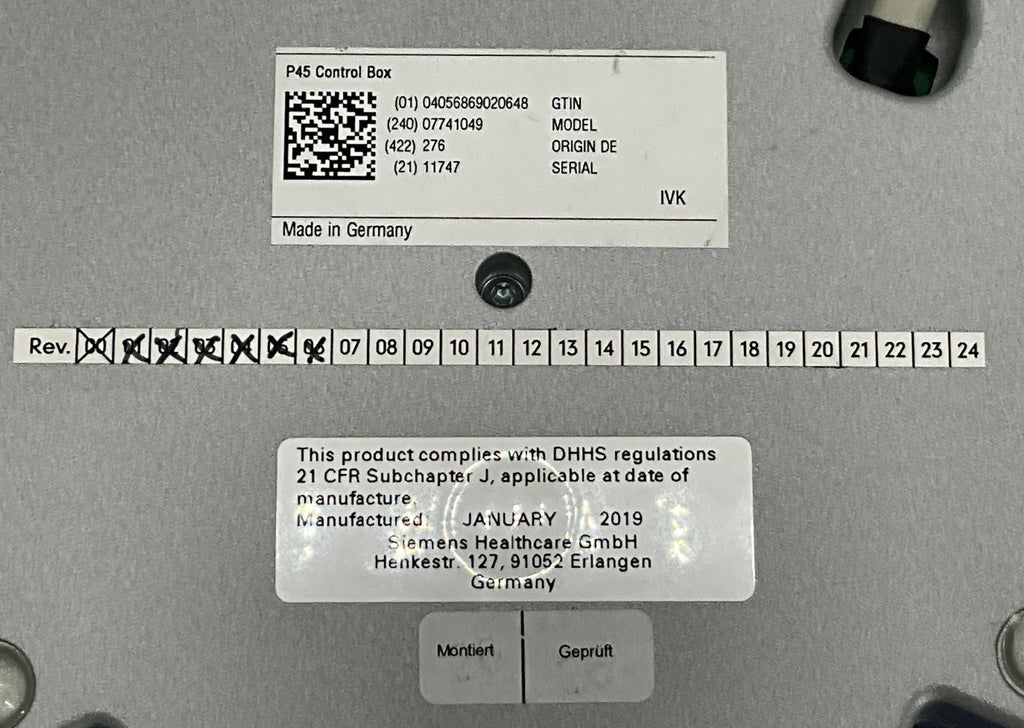 P45 Control Box
(01) 04056869020648 GTIN
(240) 07741049 MODEL
(422) 276 ORIGIN DE
(21) 11747 SERIAL
IVK
Made in Germany
Rev. 00 01 02 03 04 05 06 07 08 09 10 11 12 13 14 15 16 17 18 19 20 21 22 23 24
This product complies with DHHS regulations
21 CFR Subchapter J, applicable at date of
manufacture.
Manufactured: JANUARY 2019
Siemens Healthcare GmbH
Henkestr. 127, 91052 Erlangen
Germany
Montiert Geprüft